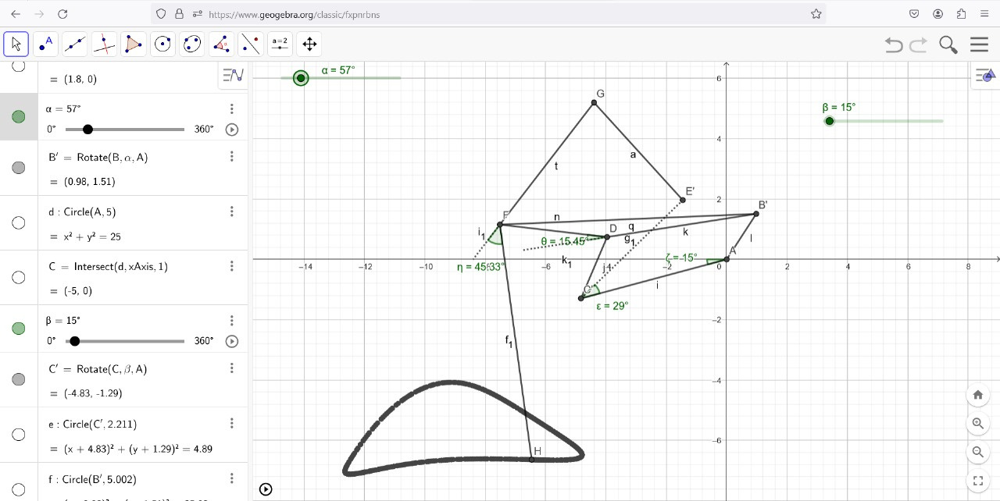 https://www.geogebra.org/classic/fxpnrbns
A
a=2
= (1.8, 0)
α = 57°
0° 360°
B′ = Rotate(B, α, A)
= (0.98, 1.51)
d : Circle(A, 5)
= x² + y² = 25
C = Intersect(d, xAxis, 1)
= (-5, 0)
β = 15°
0° 360°
C′ = Rotate(C, β, A)
= (-4.83, -1.29)
e : Circle(C′, 2.211)
= (x + 4.83)² + (y + 1.29)² = 4.89
f : Circle(B′, 5.002)
α = 57°
6
G
β = 15°
4
a
t
E'
2
B'
F
n
D
q
k
i₁
θ = 15.45°
g₁
l
A
k₁
ζ = 15°
η = 45.33°
j₁
−14
−12
−10
−6
−4
−2
0
2
4
6
8
C'
i
ε = 29°
−2
f₁
−4
−6
H